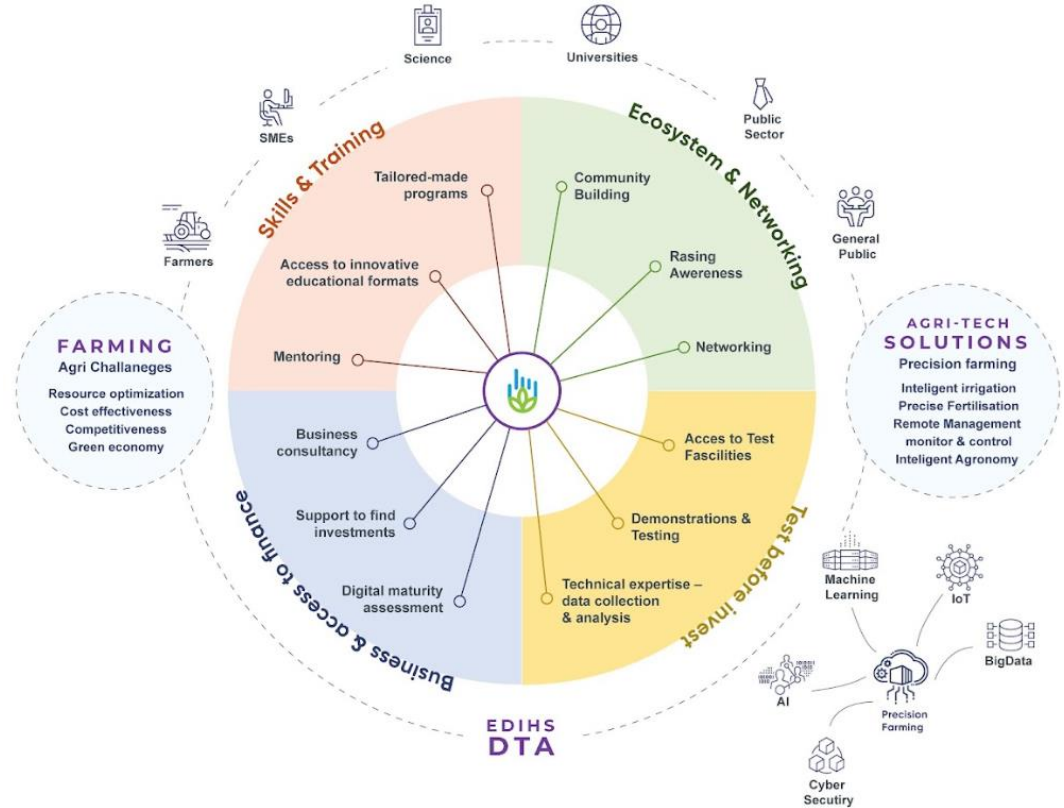 Science
Universities
SMEs
Public
Sector
Farmers
General
Public
Skills & Training
Tailored-made
programs
Access to innovative
educational formats
Mentoring
Ecosystem & Networking
Community
Building
Rasing
Awereness
Networking
FARMING
Agri Challaneges
Resource optimization
Cost effectiveness
Competitiveness
Green economy
AGRI-TECH
SOLUTIONS
Precision farming
Inteligent irrigation
Precise Fertilisation
Remote Management
monitor & control
Inteligent Agronomy
Business
consultancy
Support to find
investments
Digital maturity
assessment
Business & access to finance
Acces to Test
Fascilities
Demonstrations &
Testing
Technical expertise –
data collection
& analysis
Test before invest
EDIHS
DTA
Machine
Learning
IoT
BigData
AI
Precision
Farming
Cyber
Secutiry